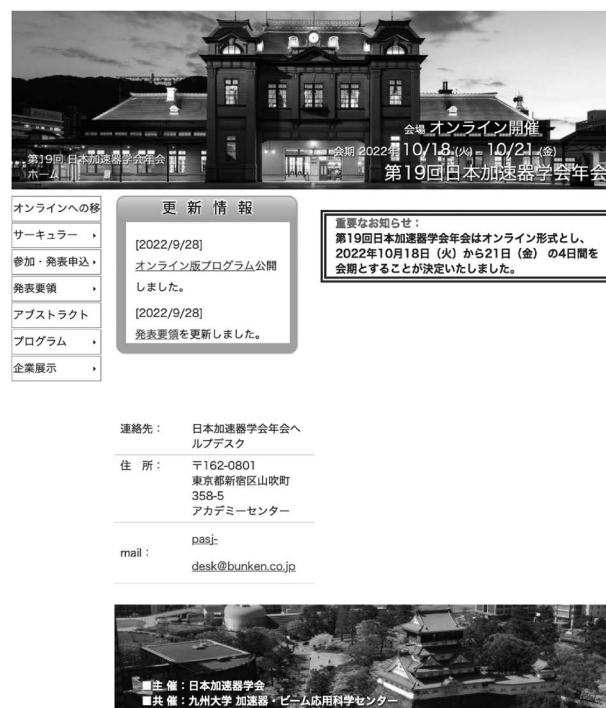 会場 オンライン開催
会期 2022年 10/18 (火) – 10/21 (金)
第19回日本加速器学会年会
第19回 日本加速器学会年会
ホーム
オンラインへの移
サーキュラー
参加・発表申込
発表要領
アブストラクト
プログラム
企業展示
更 新 情 報
[2022/9/28]
オンライン版プログラム公開
しました。
[2022/9/28]
発表要領を更新しました。
重要なお知らせ：
第19回日本加速器学会年会はオンライン形式とし、
2022年10月18日（火）から21日（金） の4日間を
会期とすることが決定いたしました。
連絡先： 日本加速器学会年会ヘ
ルプデスク
住　所： 〒162-0801
東京都新宿区山吹町
358-5
アカデミーセンター
mail： pasj-
desk@bunken.co.jp
■主 催：日本加速器学会
■共 催：九州大学 加速器・ビーム応用科学センター